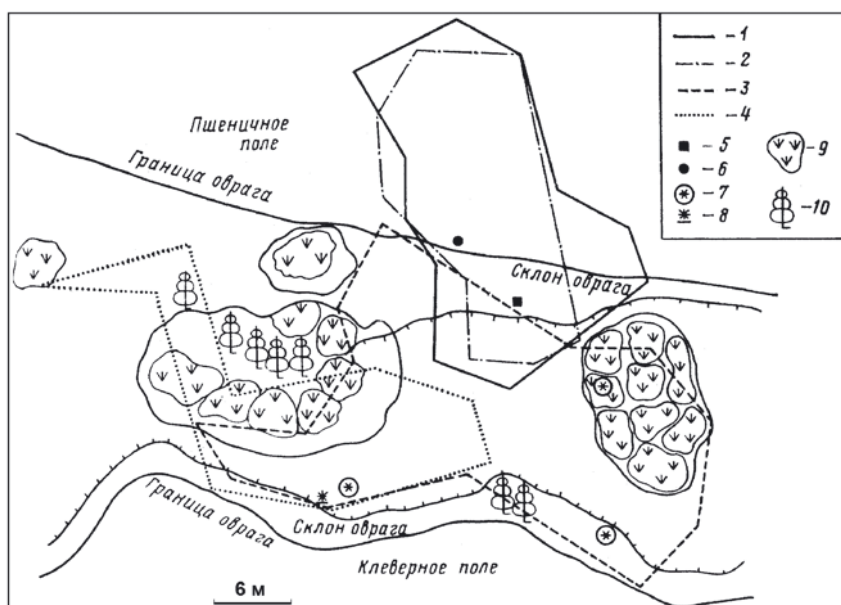 Пшеничное
поле
Граница оврага
Склон оврага
Граница оврага
Склон оврага
Клеверное поле
6 м
– 1
– 2
– 3
– 4
– 5
– 6
– 7
– 8
– 9
– 10